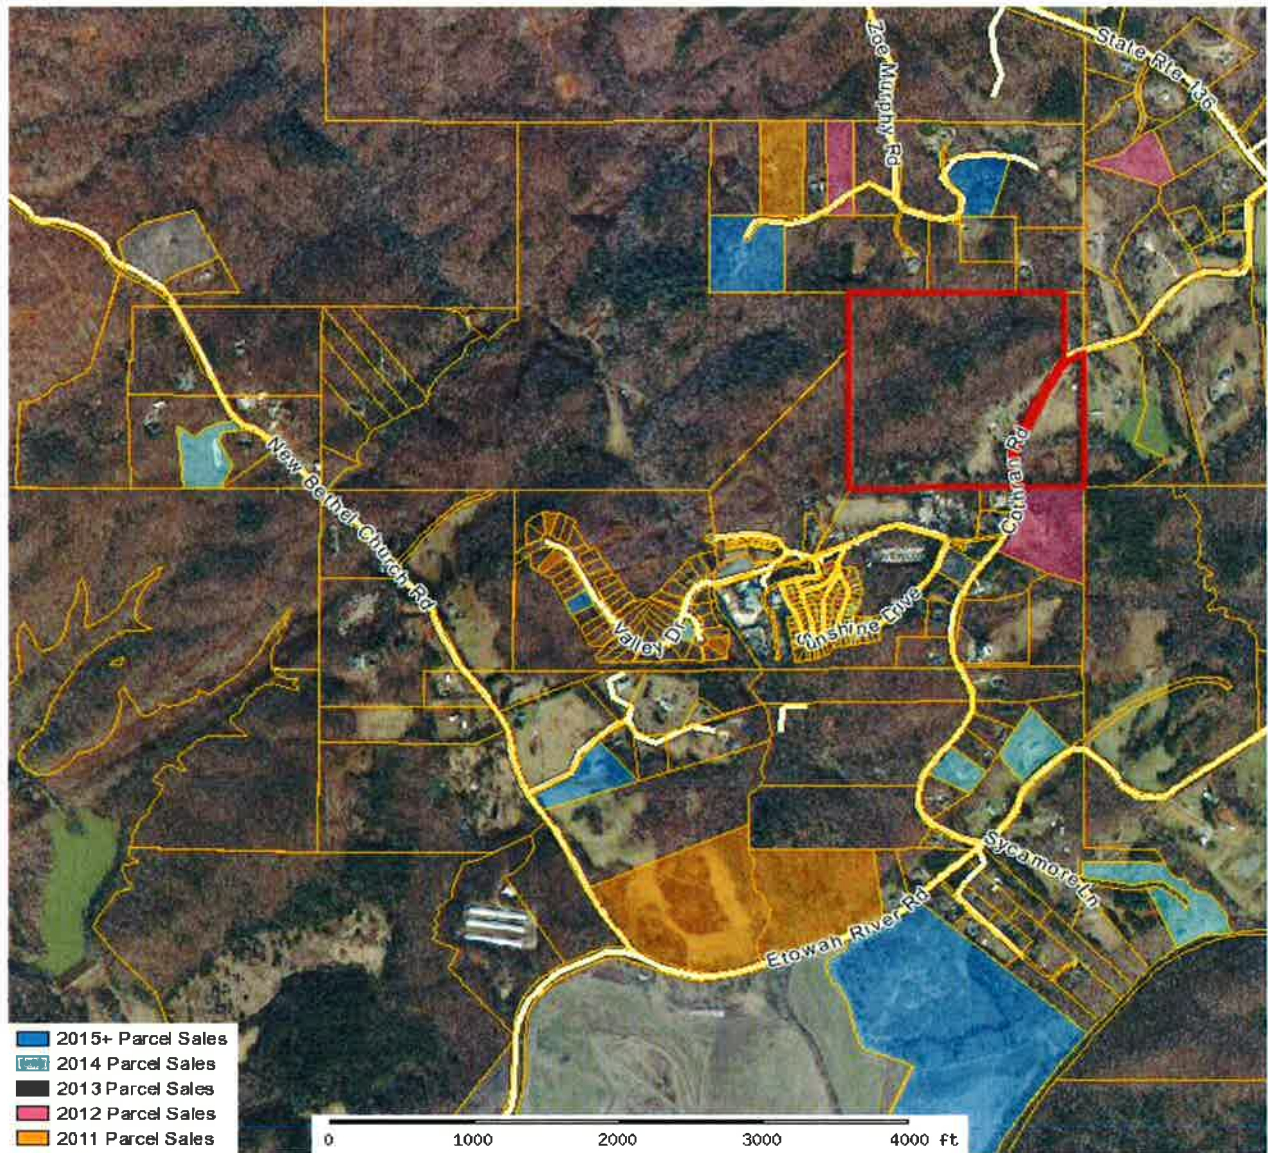 State Rte 136
Zoe Murphy Rd
Cothran Rd
New Bethel Church Rd
Valley Dr
Sunshine Drive
Sycamore Ln
Etowah River Rd
2015+ Parcel Sales
2014 Parcel Sales
2013 Parcel Sales
2012 Parcel Sales
2011 Parcel Sales
0 1000 2000 3000 4000 ft